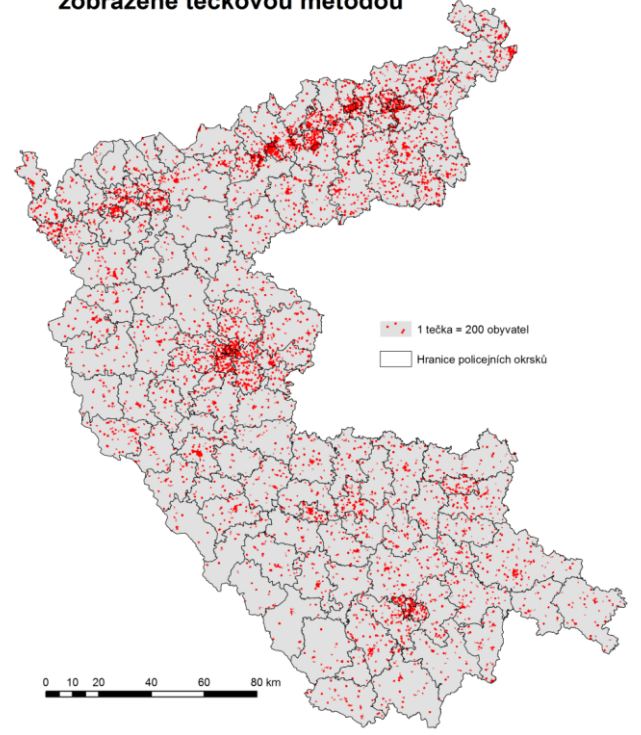 zobrazené tečkovou metodou
1 tečka = 200 obyvatel
Hranice policejních okrsků
0 10 20 40 60 80 km